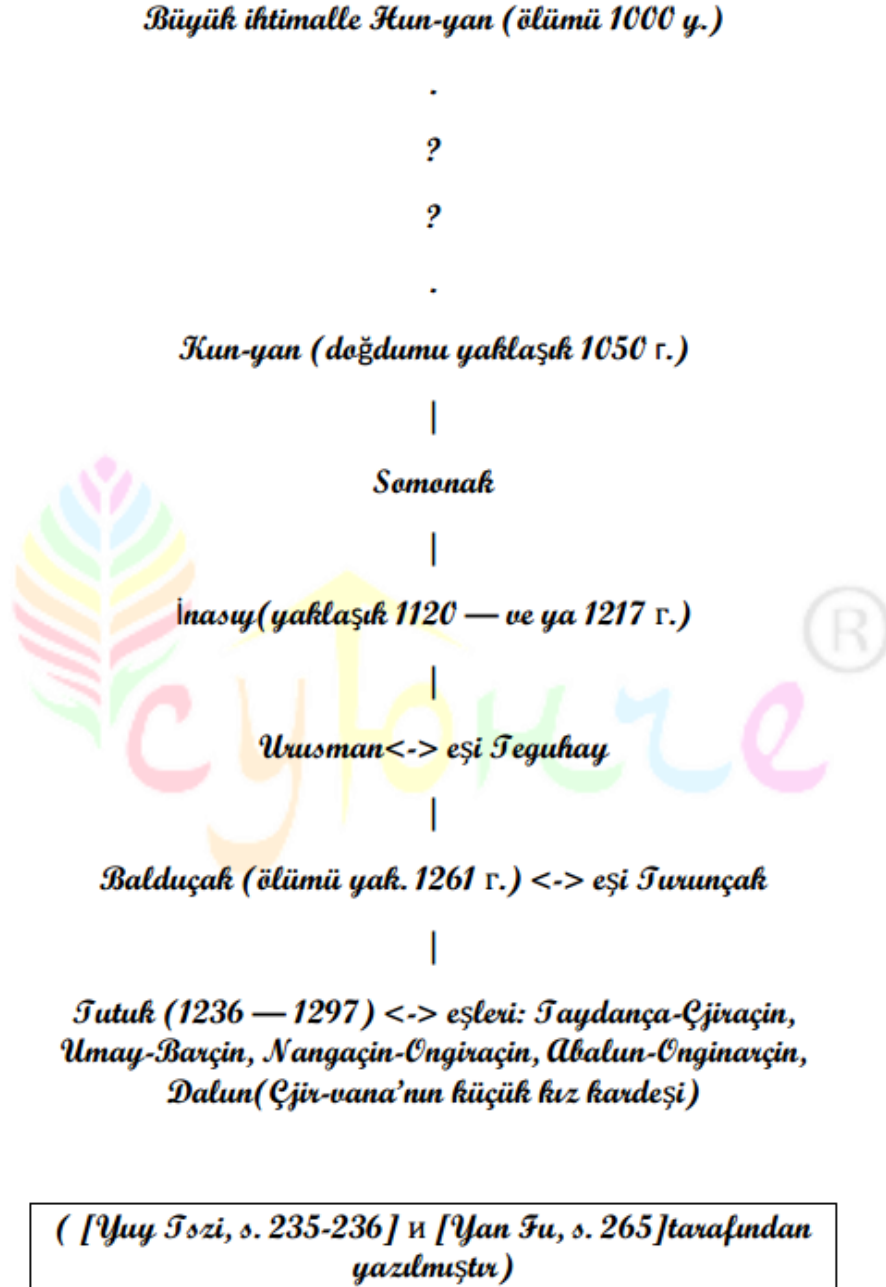 Büyük ihtimalle Hun-yan (ölümü 1000 y.)
.
?
?
.
Kun-yan (doğdumu yaklaşık 1050 г.)
|
Somonak
|
İnasıy(yaklaşık 1120 — ve ya 1217 г.)
|
Urusman<-> eşi Teguhay
|
Balduçak (ölümü yak. 1261 г.) <-> eşi Turunçak
|
Tutuk (1236 — 1297) <-> eşleri: Taydança-Çjiraçin,
Umay-Barçin, Nangaçin-Ongiraçin, Abalun-Onginarçin,
Dalun(Çjir-vana’nın küçük kız kardeşi)
( [Yuy Tszi, s. 235-236] и [Yan Fu, s. 265]tarafından
yazılmıştır)
сүюнче ®